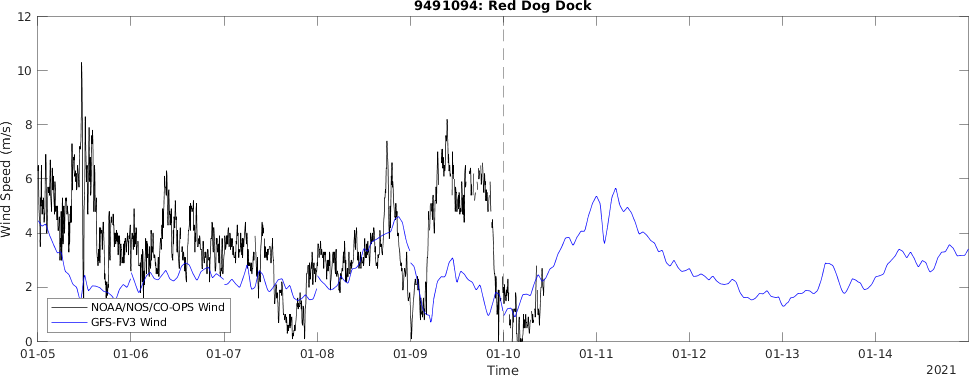 9491094: Red Dog Dock
12
10
8
6
4
2
0
Wind Speed (m/s)
NOAA/NOS/CO-OPS Wind
GFS-FV3 Wind
01-05 01-06 01-07 01-08 01-09 01-10 01-11 01-12 01-13 01-14
Time
2021